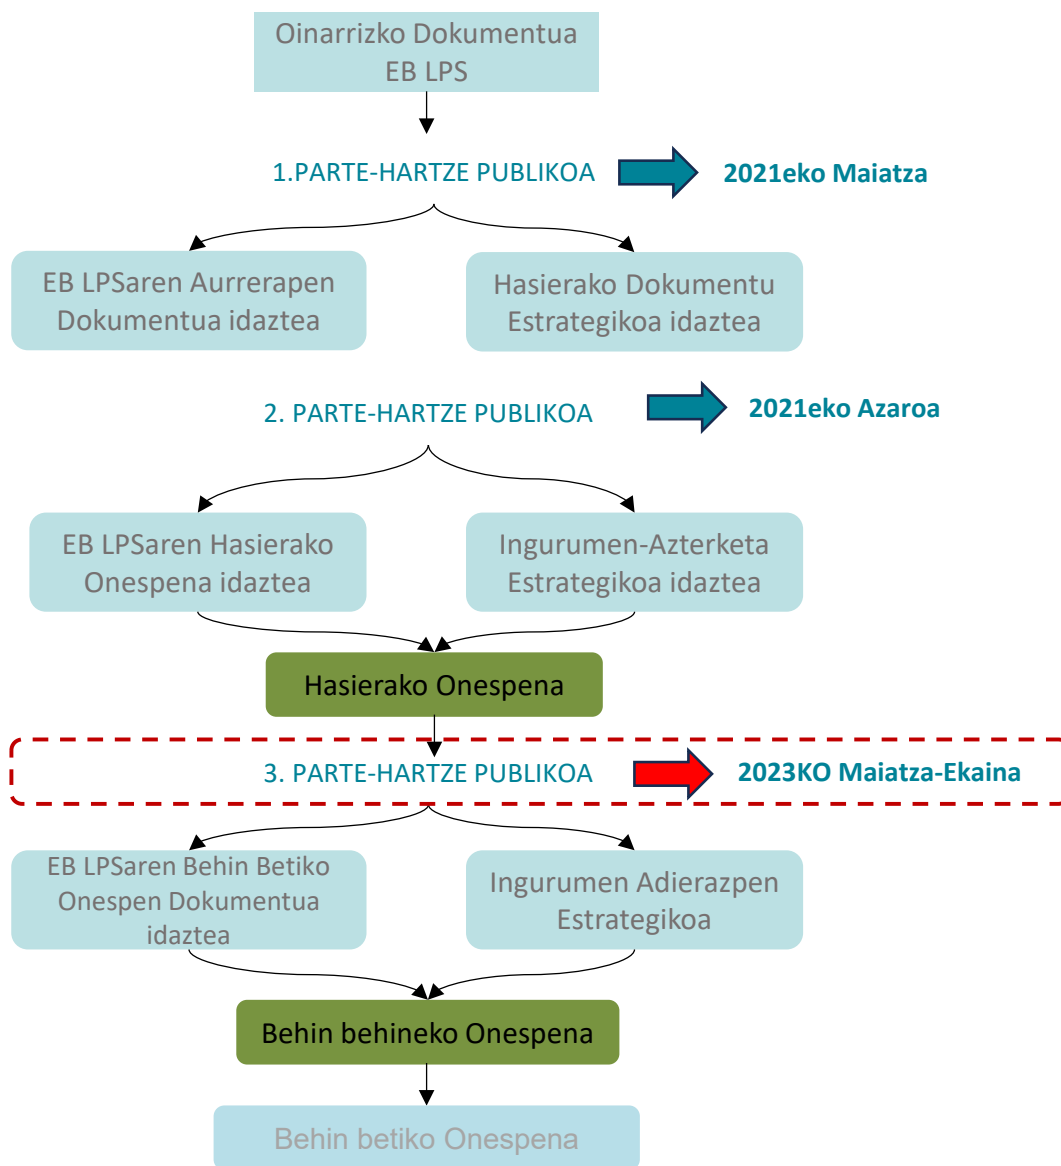 Oinarrizko Dokumentua
EB LPS
1.PARTE-HARTZE PUBLIKOA
2021eko Maiatza
EB LPSaren Aurrerapen
Dokumentua idaztea
Hasierako Dokumentu
Estrategikoa idaztea
2. PARTE-HARTZE PUBLIKOA
2021eko Azaroa
EB LPSaren Hasierako
Onespena idaztea
Ingurumen-Azterketa
Estrategikoa idaztea
Hasierako Onespena
3. PARTE-HARTZE PUBLIKOA
2023KO Maiatza-Ekaina
EB LPSaren Behin Betiko
Onespen Dokumentua
idaztea
Ingurumen Adierazpen
Estrategikoa
Behin behineko Onespena
Behin betiko Onespena